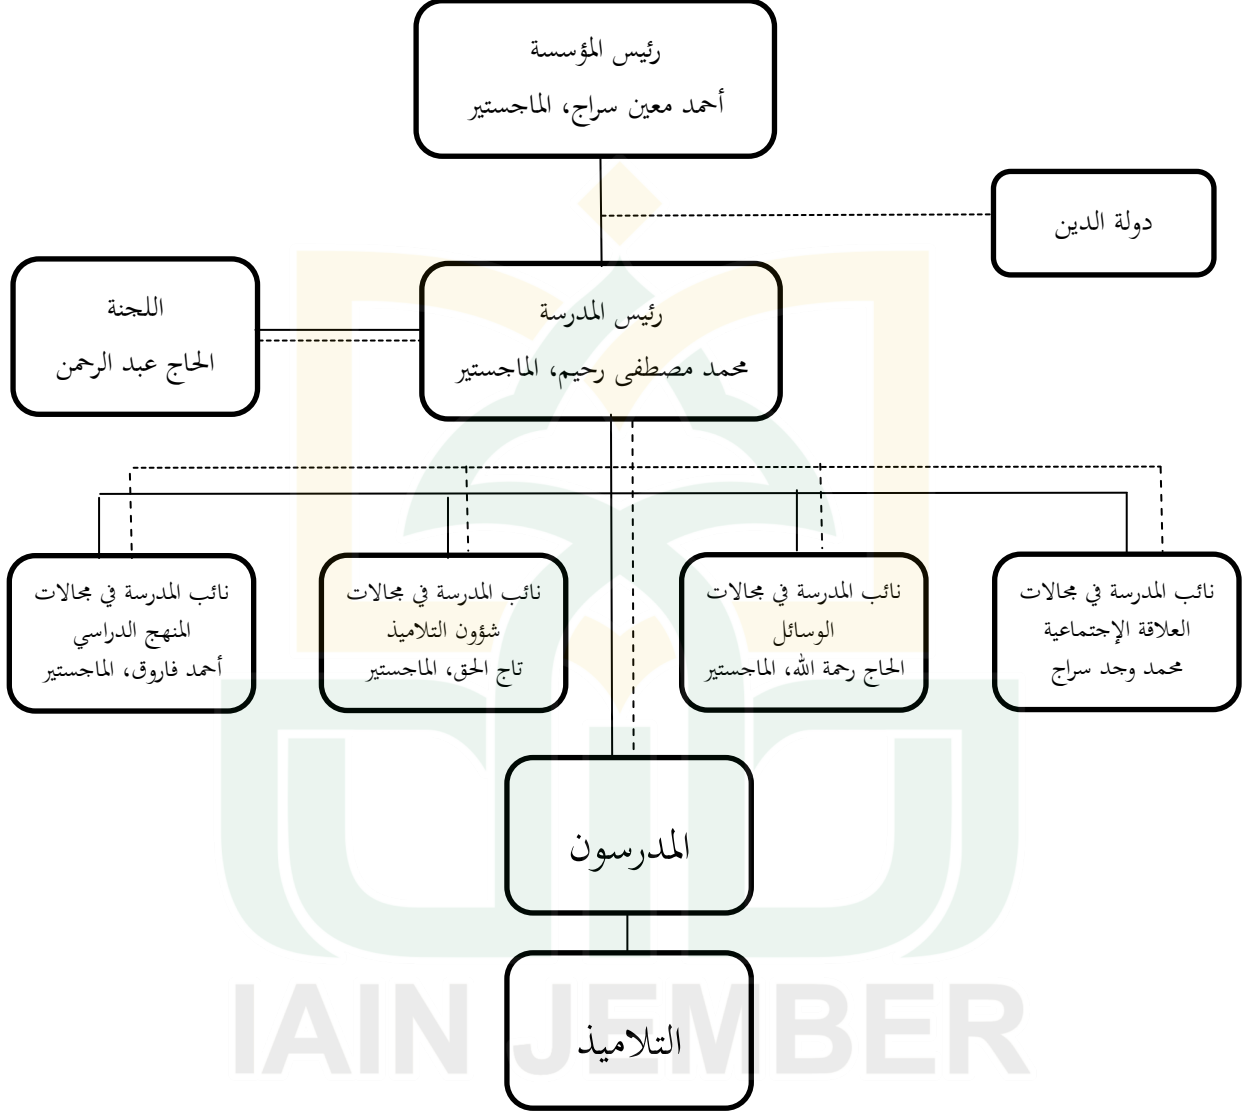 رئيس المؤسسة
أحمد معين سراج، الماجستير
دولة الدين
رئيس المدرسة
محمد مصطفى رحيم، الماجستير
اللجنة
الحاج عبد الرحمن
نائب المدرسة في مجالات
العلاقة الإجتماعية
محمد وجد سراج
نائب المدرسة في مجالات
الوسائل
الحاج رحمة الله، الماجستير
نائب المدرسة في مجالات
شؤون التلاميذ
تاج الحق، الماجستير
نائب المدرسة في مجالات
المنهج الدراسي
أحمد فاروق، الماجستير
المدرسون
التلاميذ
IAIN JEMBER